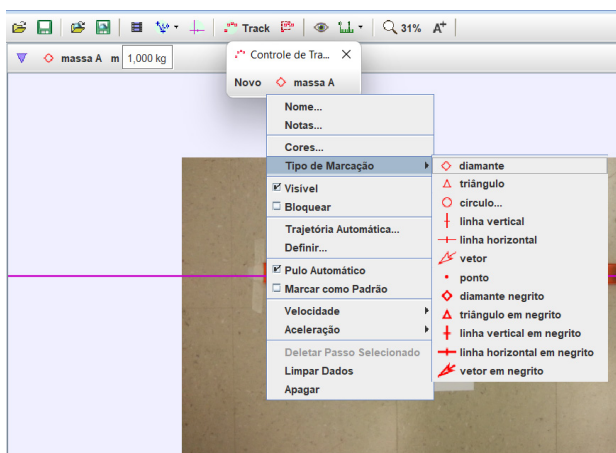 Track 31% A+
massa A m 1,000 kg
Controle de Tra...
Novo massa A
Nome...
Notas...
Cores...
Tipo de Marcação
Visível
Bloquear
Trajetória Automática...
Definir...
Pulo Automático
Marcar como Padrão
Velocidade
Aceleração
Deletar Passo Selecionado
Limpar Dados
Apagar
diamante
triângulo
circulo...
linha vertical
linha horizontal
vetor
ponto
diamante negrito
triângulo em negrito
linha vertical em negrito
linha horizontal em negrito
vetor em negrito